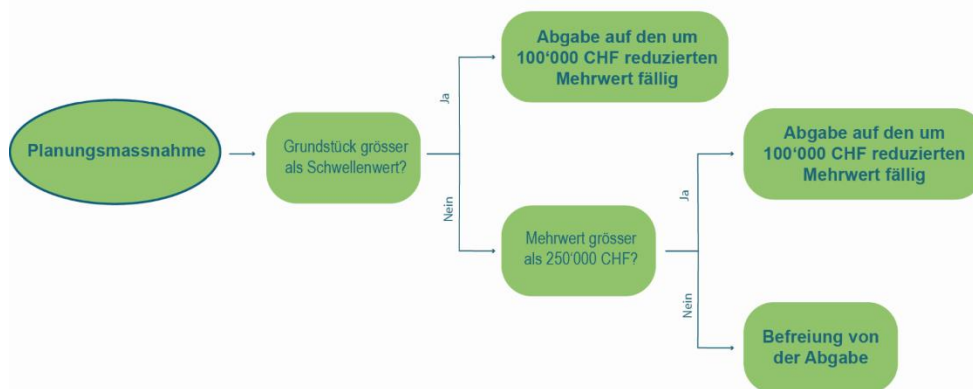 Planungsmassnahme
Grundstück grösser
als Schwellenwert?
Ja
Abgabe auf den um
100‘000 CHF reduzierten
Mehrwert fällig
Nein
Mehrwert grösser
als 250‘000 CHF?
Ja
Abgabe auf den um
100‘000 CHF reduzierten
Mehrwert fällig
Nein
Befreiung von
der Abgabe